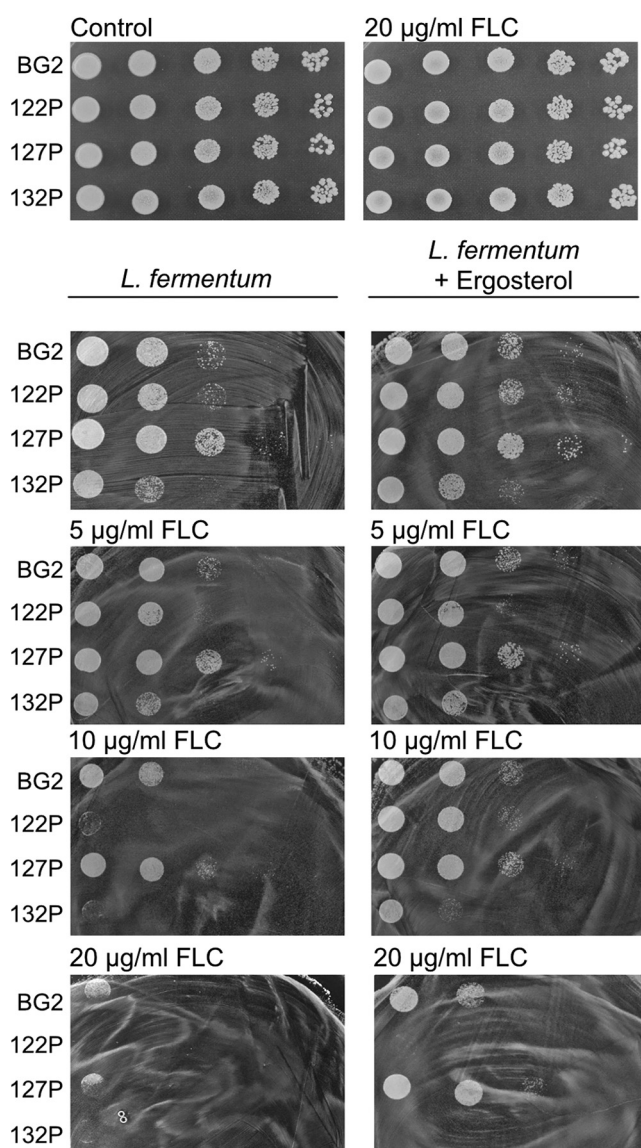 Control 20 µg/ml FLC
BG2
122P
127P
132P
L. fermentum
L. fermentum
+ Ergosterol
BG2
122P
127P
132P
5 µg/ml FLC 5 µg/ml FLC
BG2
122P
127P
132P
10 µg/ml FLC 10 µg/ml FLC
BG2
122P
127P
132P
20 µg/ml FLC 20 µg/ml FLC
BG2
122P
127P
132P